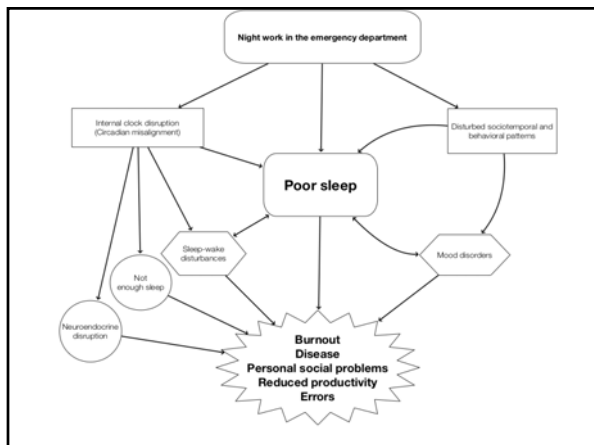 Night work in the emergency department
Internal clock disruption
(Circadian misalignment)
Disturbed sociotemporal and
behavioral patterns
Poor sleep
Sleep-wake
disturbances
Mood disorders
Not
enough sleep
Neuroendocrine
disruption
Burnout
Disease
Personal social problems
Reduced productivity
Errors